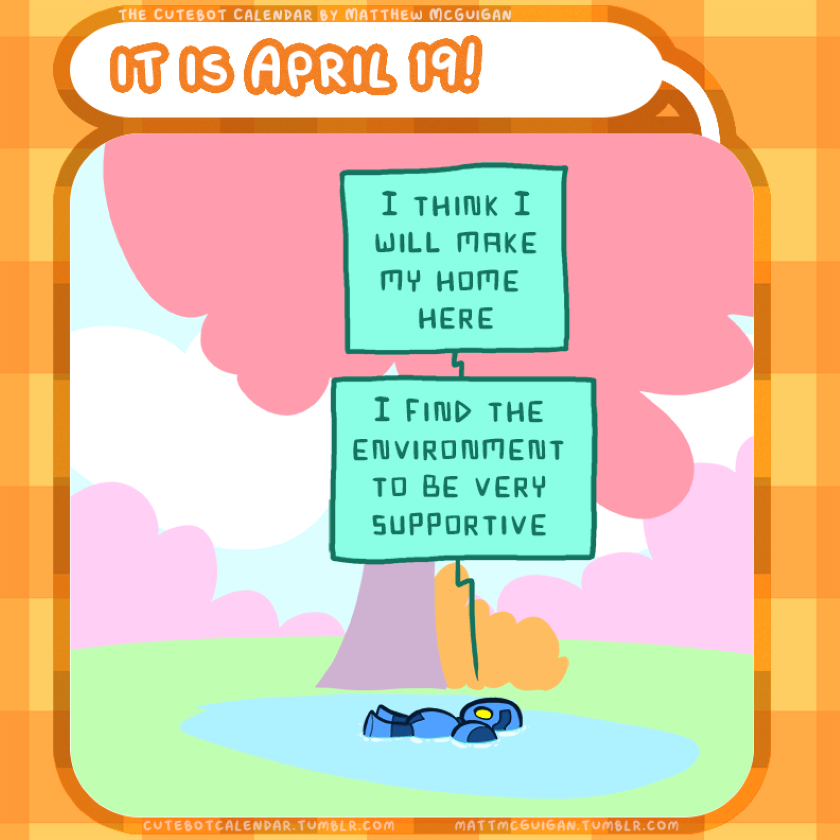 THE CUTEBOT CALENDAR BY MATTHEW MCGUIGAN
IT IS APRIL 19!
I THINK I
WILL MAKE
MY HOME
HERE
I FIND THE
ENVIRONMENT
TO BE VERY
SUPPORTIVE
CUTEBOTCALENDAR.TUMBLR.COM
MATTMCGUIGAN.TUMBLR.COM